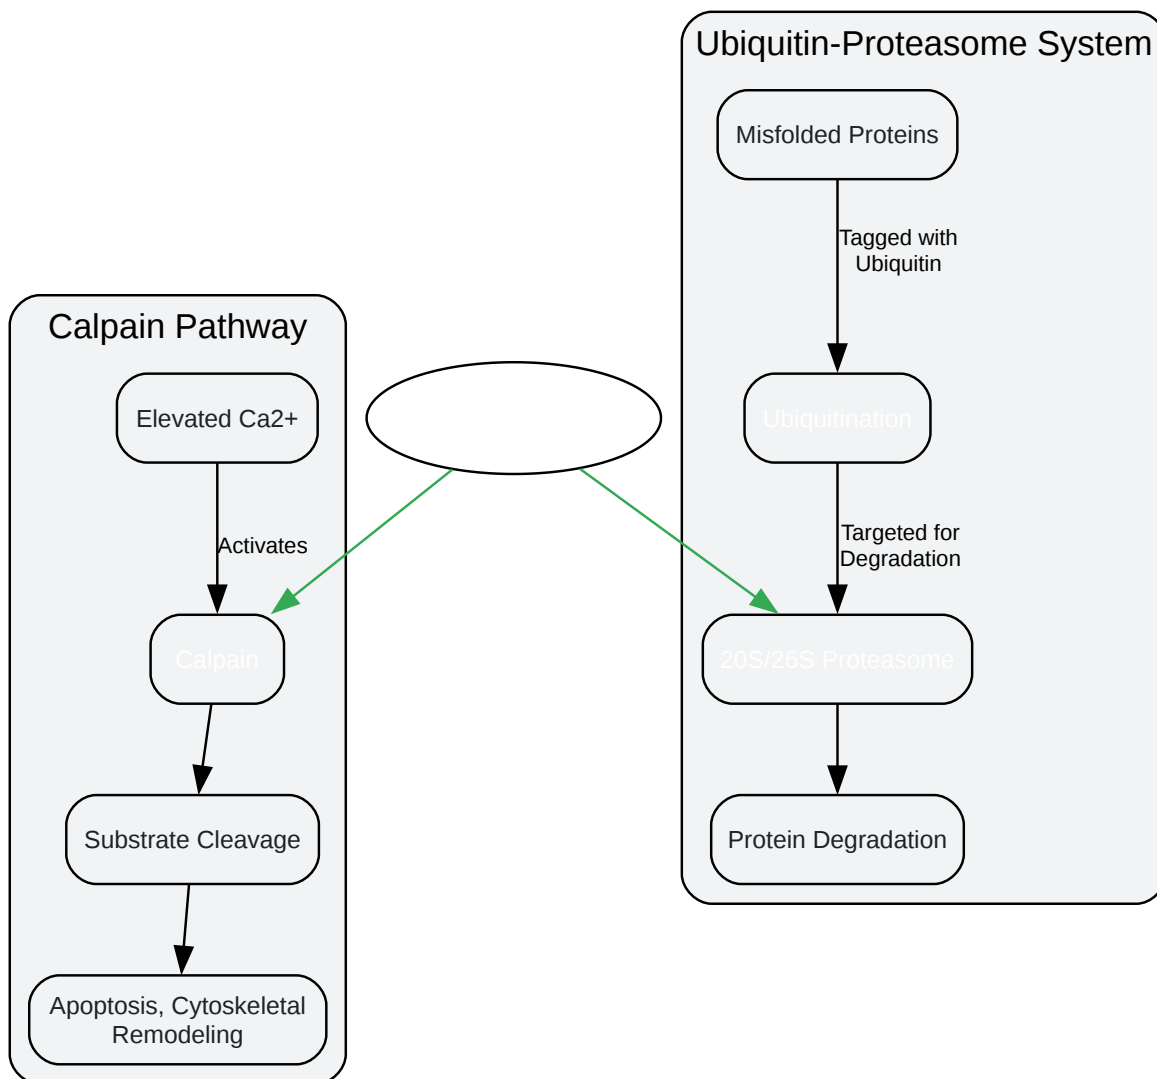 Ubiquitin-Proteasome System
Misfolded Proteins
Tagged with
Ubiquitin
Ubiquitination
Targeted for
Degradation
20S/26S Proteasome
Protein Degradation
Calpain Pathway
Elevated Ca2+
Activates
Calpain
Substrate Cleavage
Apoptosis, Cytoskeletal
Remodeling